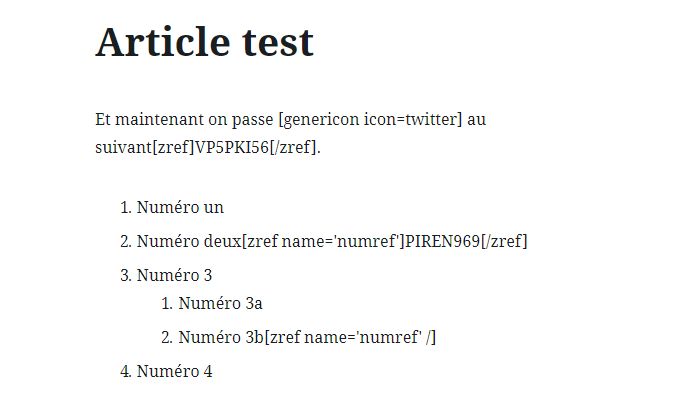 Article test
Et maintenant on passe [genericon icon=twitter] au
suivant[zref]VP5PKI56[/zref].
1. Numéro un
2. Numéro deux[zref name='numref']PIREN969[/zref]
3. Numéro 3
1. Numéro 3a
2. Numéro 3b[zref name='numref' /]
4. Numéro 4